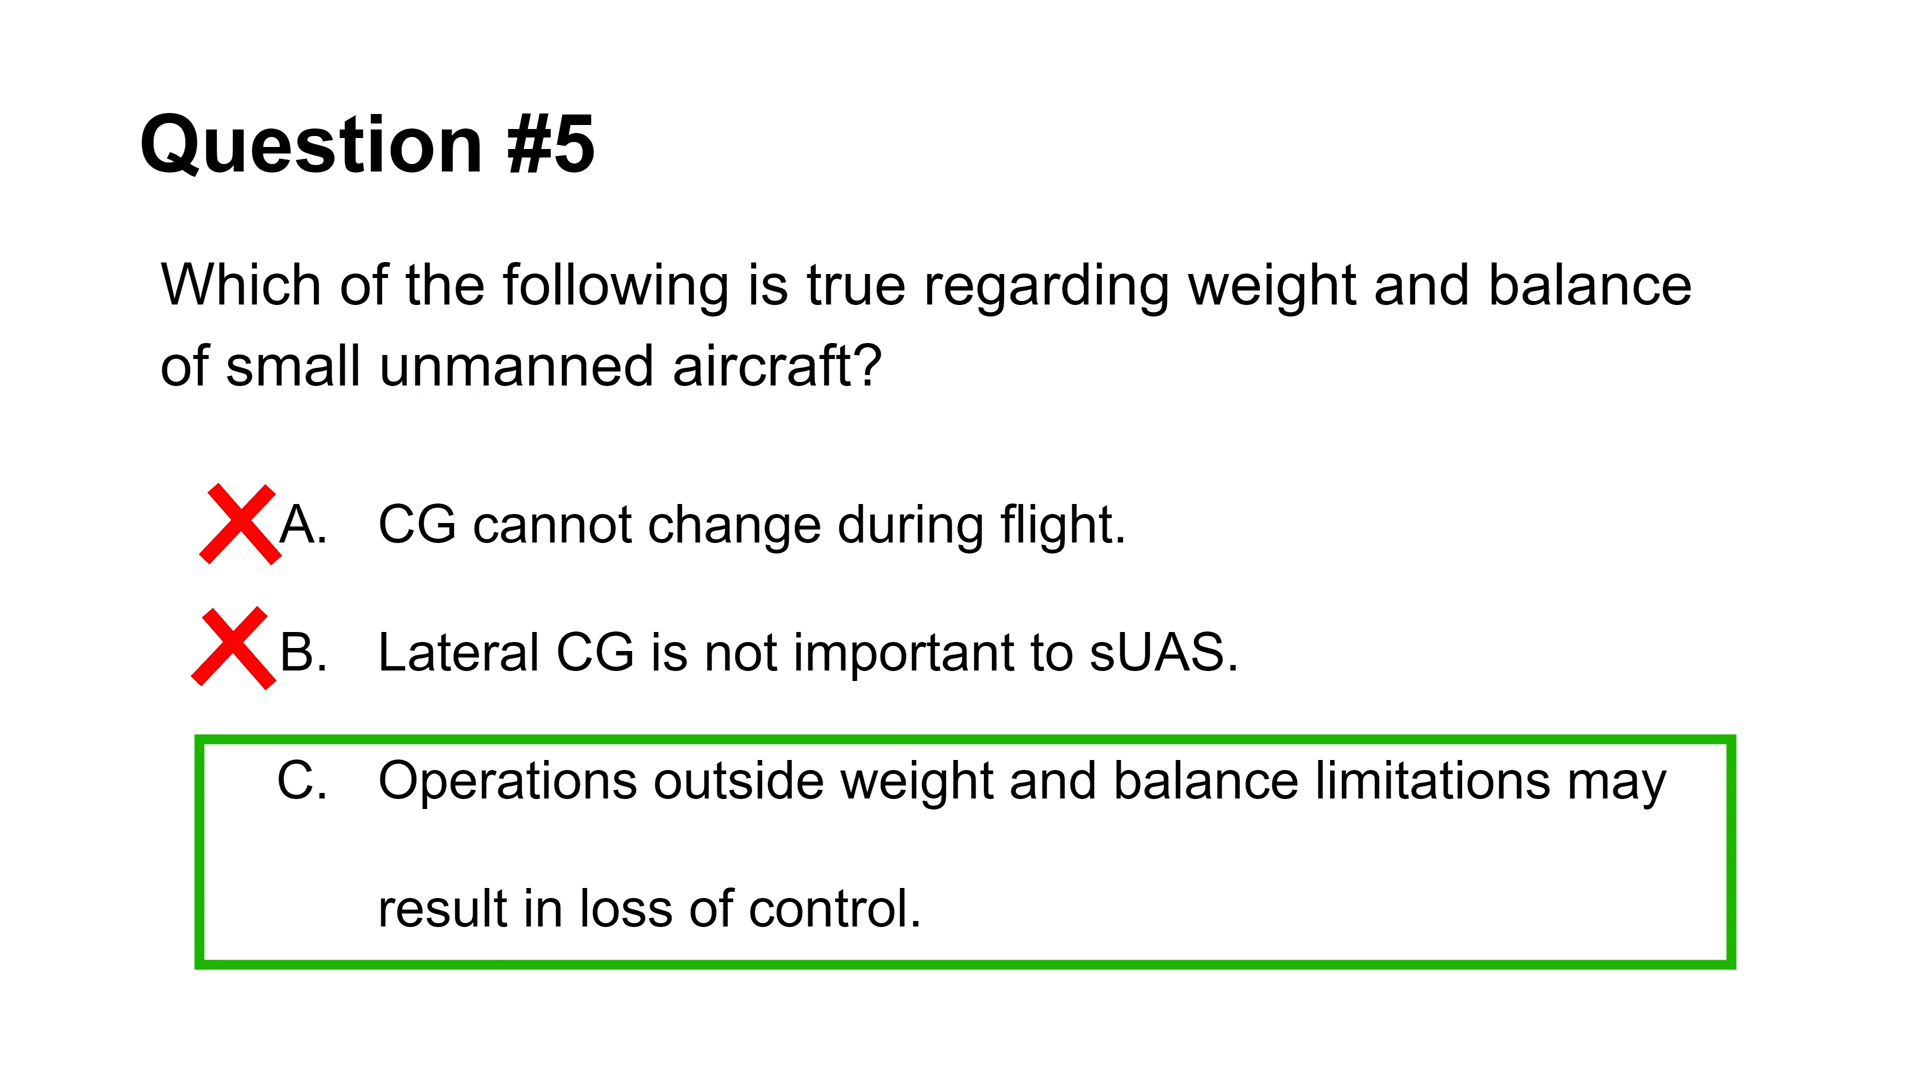 Question #5
Which of the following is true regarding weight and balance
of small unmanned aircraft?
A. CG cannot change during flight.
B. Lateral CG is not important to sUAS.
C. Operations outside weight and balance limitations may
result in loss of control.